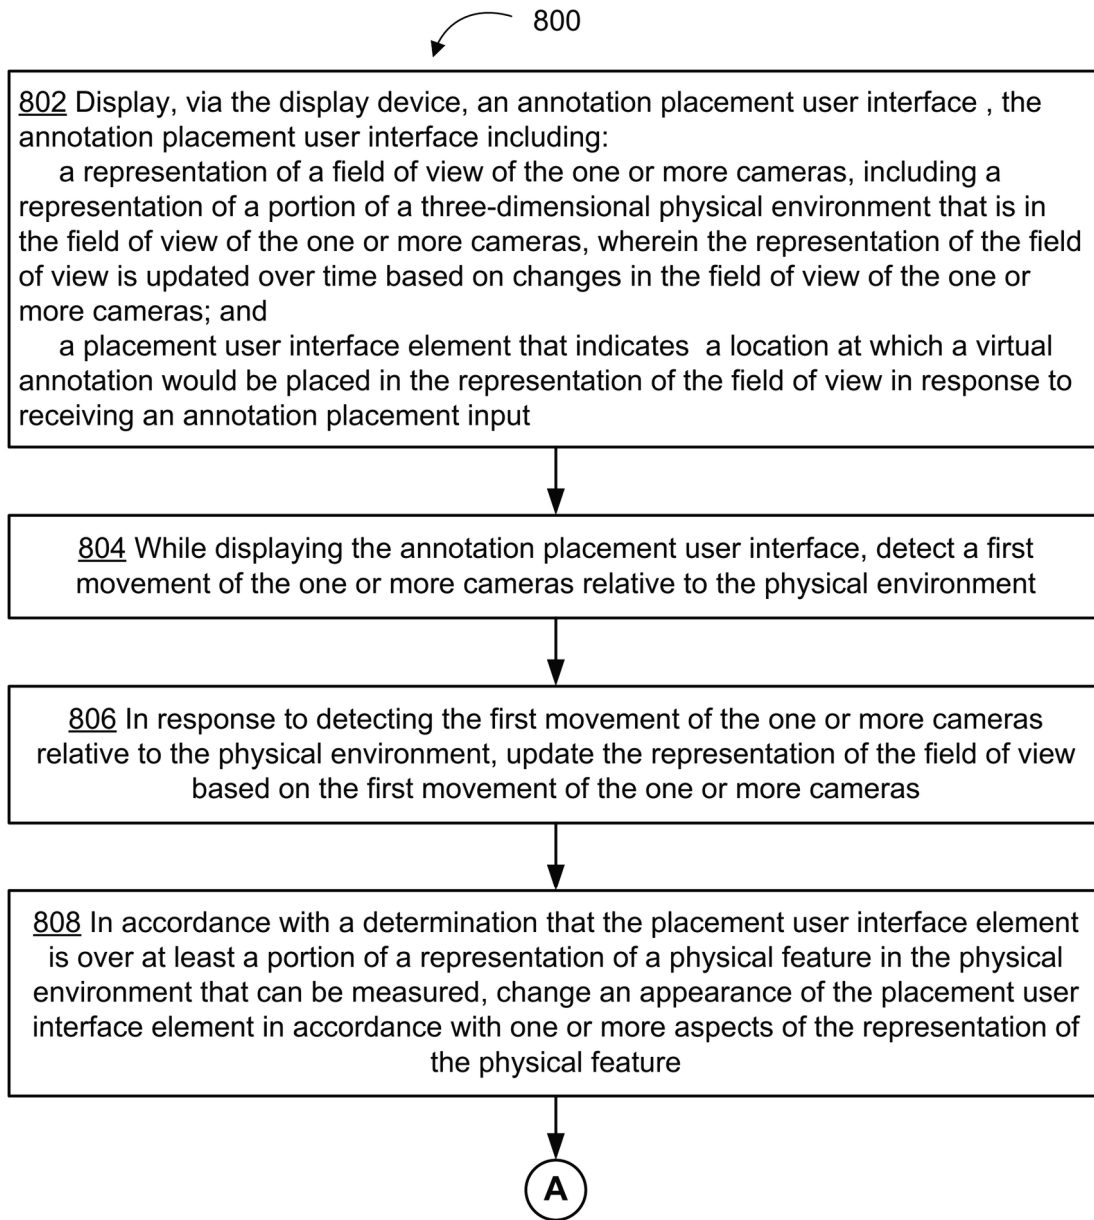 800
802 Display, via the display device, an annotation placement user interface , the
annotation placement user interface including:
a representation of a field of view of the one or more cameras, including a
representation of a portion of a three-dimensional physical environment that is in
the field of view of the one or more cameras, wherein the representation of the field
of view is updated over time based on changes in the field of view of the one or
more cameras; and
a placement user interface element that indicates a location at which a virtual
annotation would be placed in the representation of the field of view in response to
receiving an annotation placement input
804 While displaying the annotation placement user interface, detect a first
movement of the one or more cameras relative to the physical environment
806 In response to detecting the first movement of the one or more cameras
relative to the physical environment, update the representation of the field of view
based on the first movement of the one or more cameras
808 In accordance with a determination that the placement user interface element
is over at least a portion of a representation of a physical feature in the physical
environment that can be measured, change an appearance of the placement user
interface element in accordance with one or more aspects of the representation of
the physical feature
A